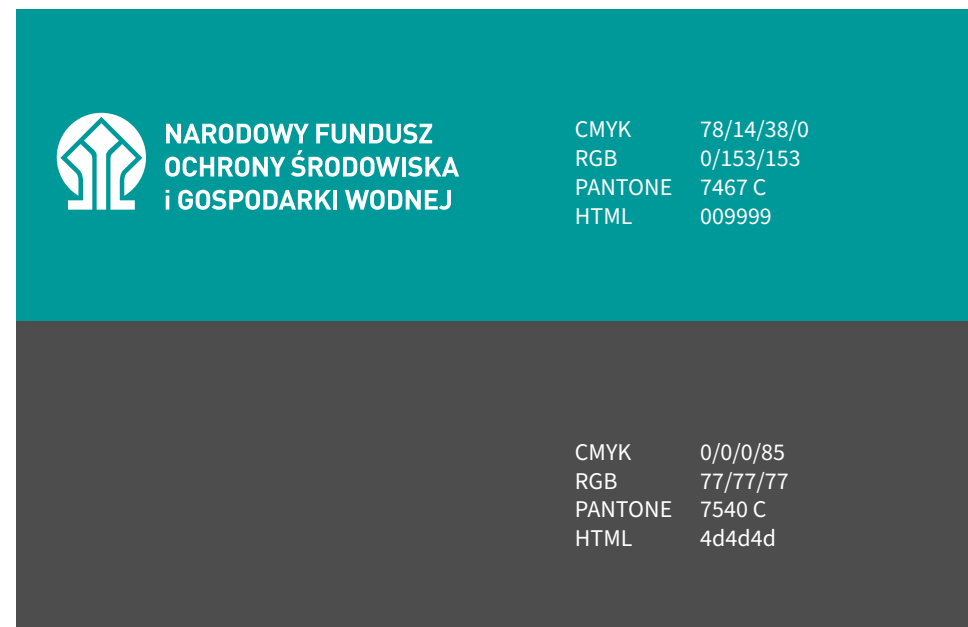 NARODOWY FUNDUSZ
OCHRONY ŚRODOWISKA
i GOSPODARKI WODNEJ
CMYK 78/14/38/0
RGB 0/153/153
PANTONE 7467 C
HTML 009999
CMYK 0/0/0/85
RGB 77/77/77
PANTONE 7540 C
HTML 4d4d4d